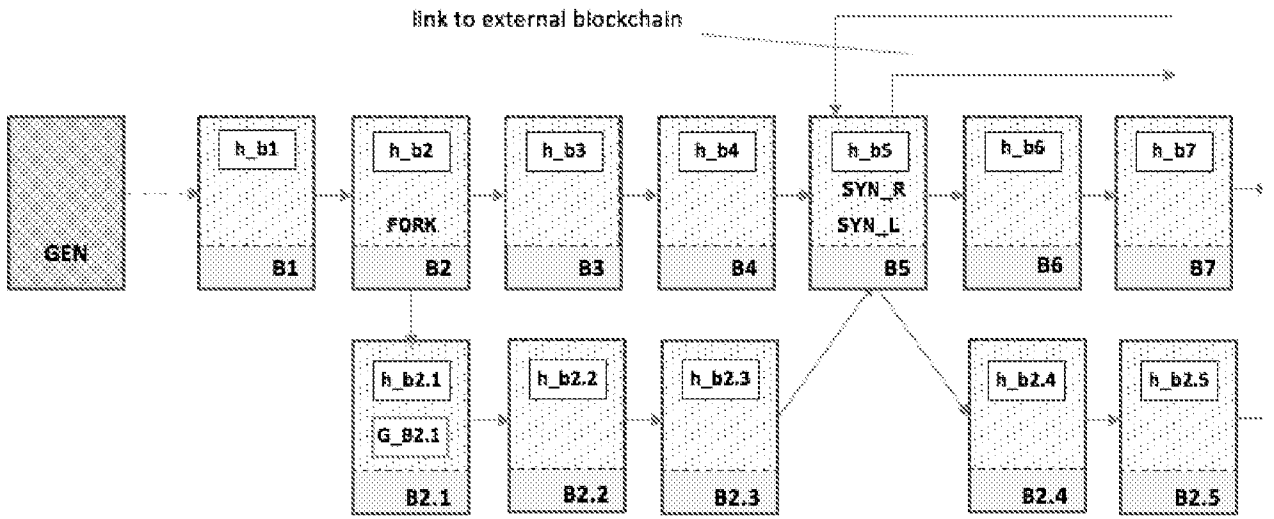 link to external blockchain
h_b1
h_b2
h_b3
h_b4
h_b5
h_b6
h_b7
SYN_R
FORK
SYN_L
GEN
B1
B2
B3
B4
B5
B6
B7
h_b2.1
h_b2.2
h_b2.3
h_b2.4
h_b2.5
G_B2.1
B2.1
B2.2
B2.3
B2.4
B2.5